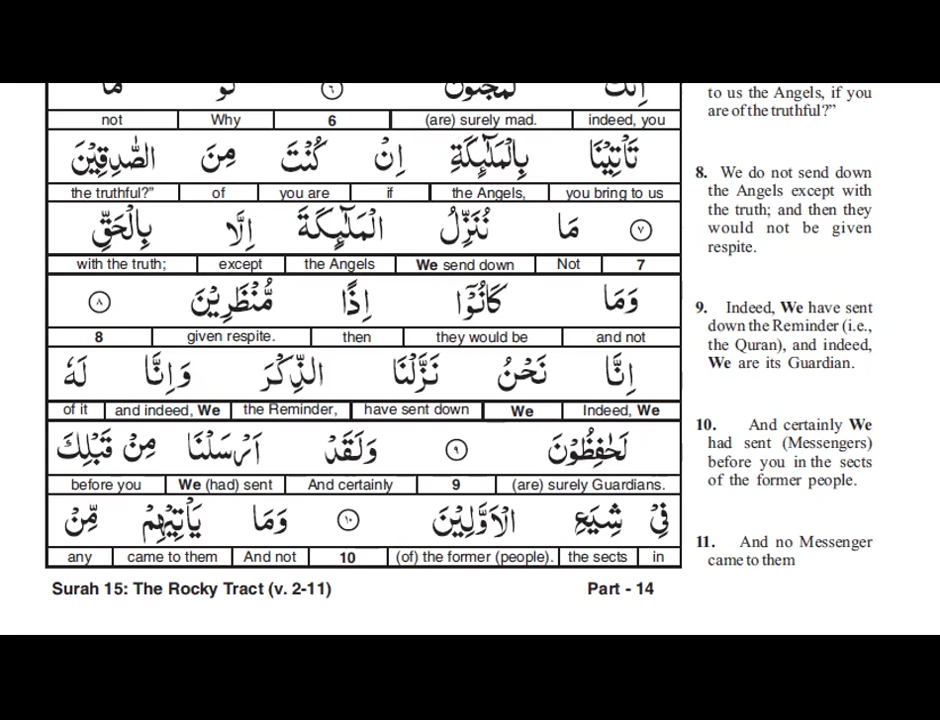 اِنَّكَ لَمَجْنُوْنٌ ۶ لَوْ مَا
indeed, you (are) surely mad. 6 Why not
تَاْتِيْنَا بِالْمَلٰٓئِكَةِ اِنْ كُنْتَ مِنَ الصّٰدِقِيْنَ
you bring to us the Angels, if you are of the truthful?"
۷ مَا نُنَزِّلُ الْمَلٰٓئِكَةَ اِلَّا بِالْحَقِّ
7 Not We send down the Angels except with the truth;
وَمَا كَانُوْۤا اِذًا مُّنْظَرِيْنَ ۸
and not they would be then given respite. 8
اِنَّا نَحْنُ نَزَّلْنَا الذِّكْرَ وَاِنَّا لَهٗ
Indeed, We We have sent down the Reminder, and indeed, We of it
لَحٰفِظُوْنَ ۹ وَلَقَدْ اَرْسَلْنَا مِنْ قَبْلِكَ
(are) surely Guardians. 9 And certainly We (had) sent before you
فِيْ شِيَعِ الْاَوَّلِيْنَ ۱۰ وَمَا يَاْتِيْهِمْ مِّنْ
in the sects (of) the former (people). 10 And not came to them any
to us the Angels, if you
are of the truthful?”
8. We do not send down
the Angels except with
the truth; and then they
would not be given
respite.
9. Indeed, We have sent
down the Reminder (i.e.,
the Quran), and indeed,
We are its Guardian.
10. And certainly We
had sent (Messengers)
before you in the sects
of the former people.
11. And no Messenger
came to them
Surah 15: The Rocky Tract (v. 2-11) Part - 14